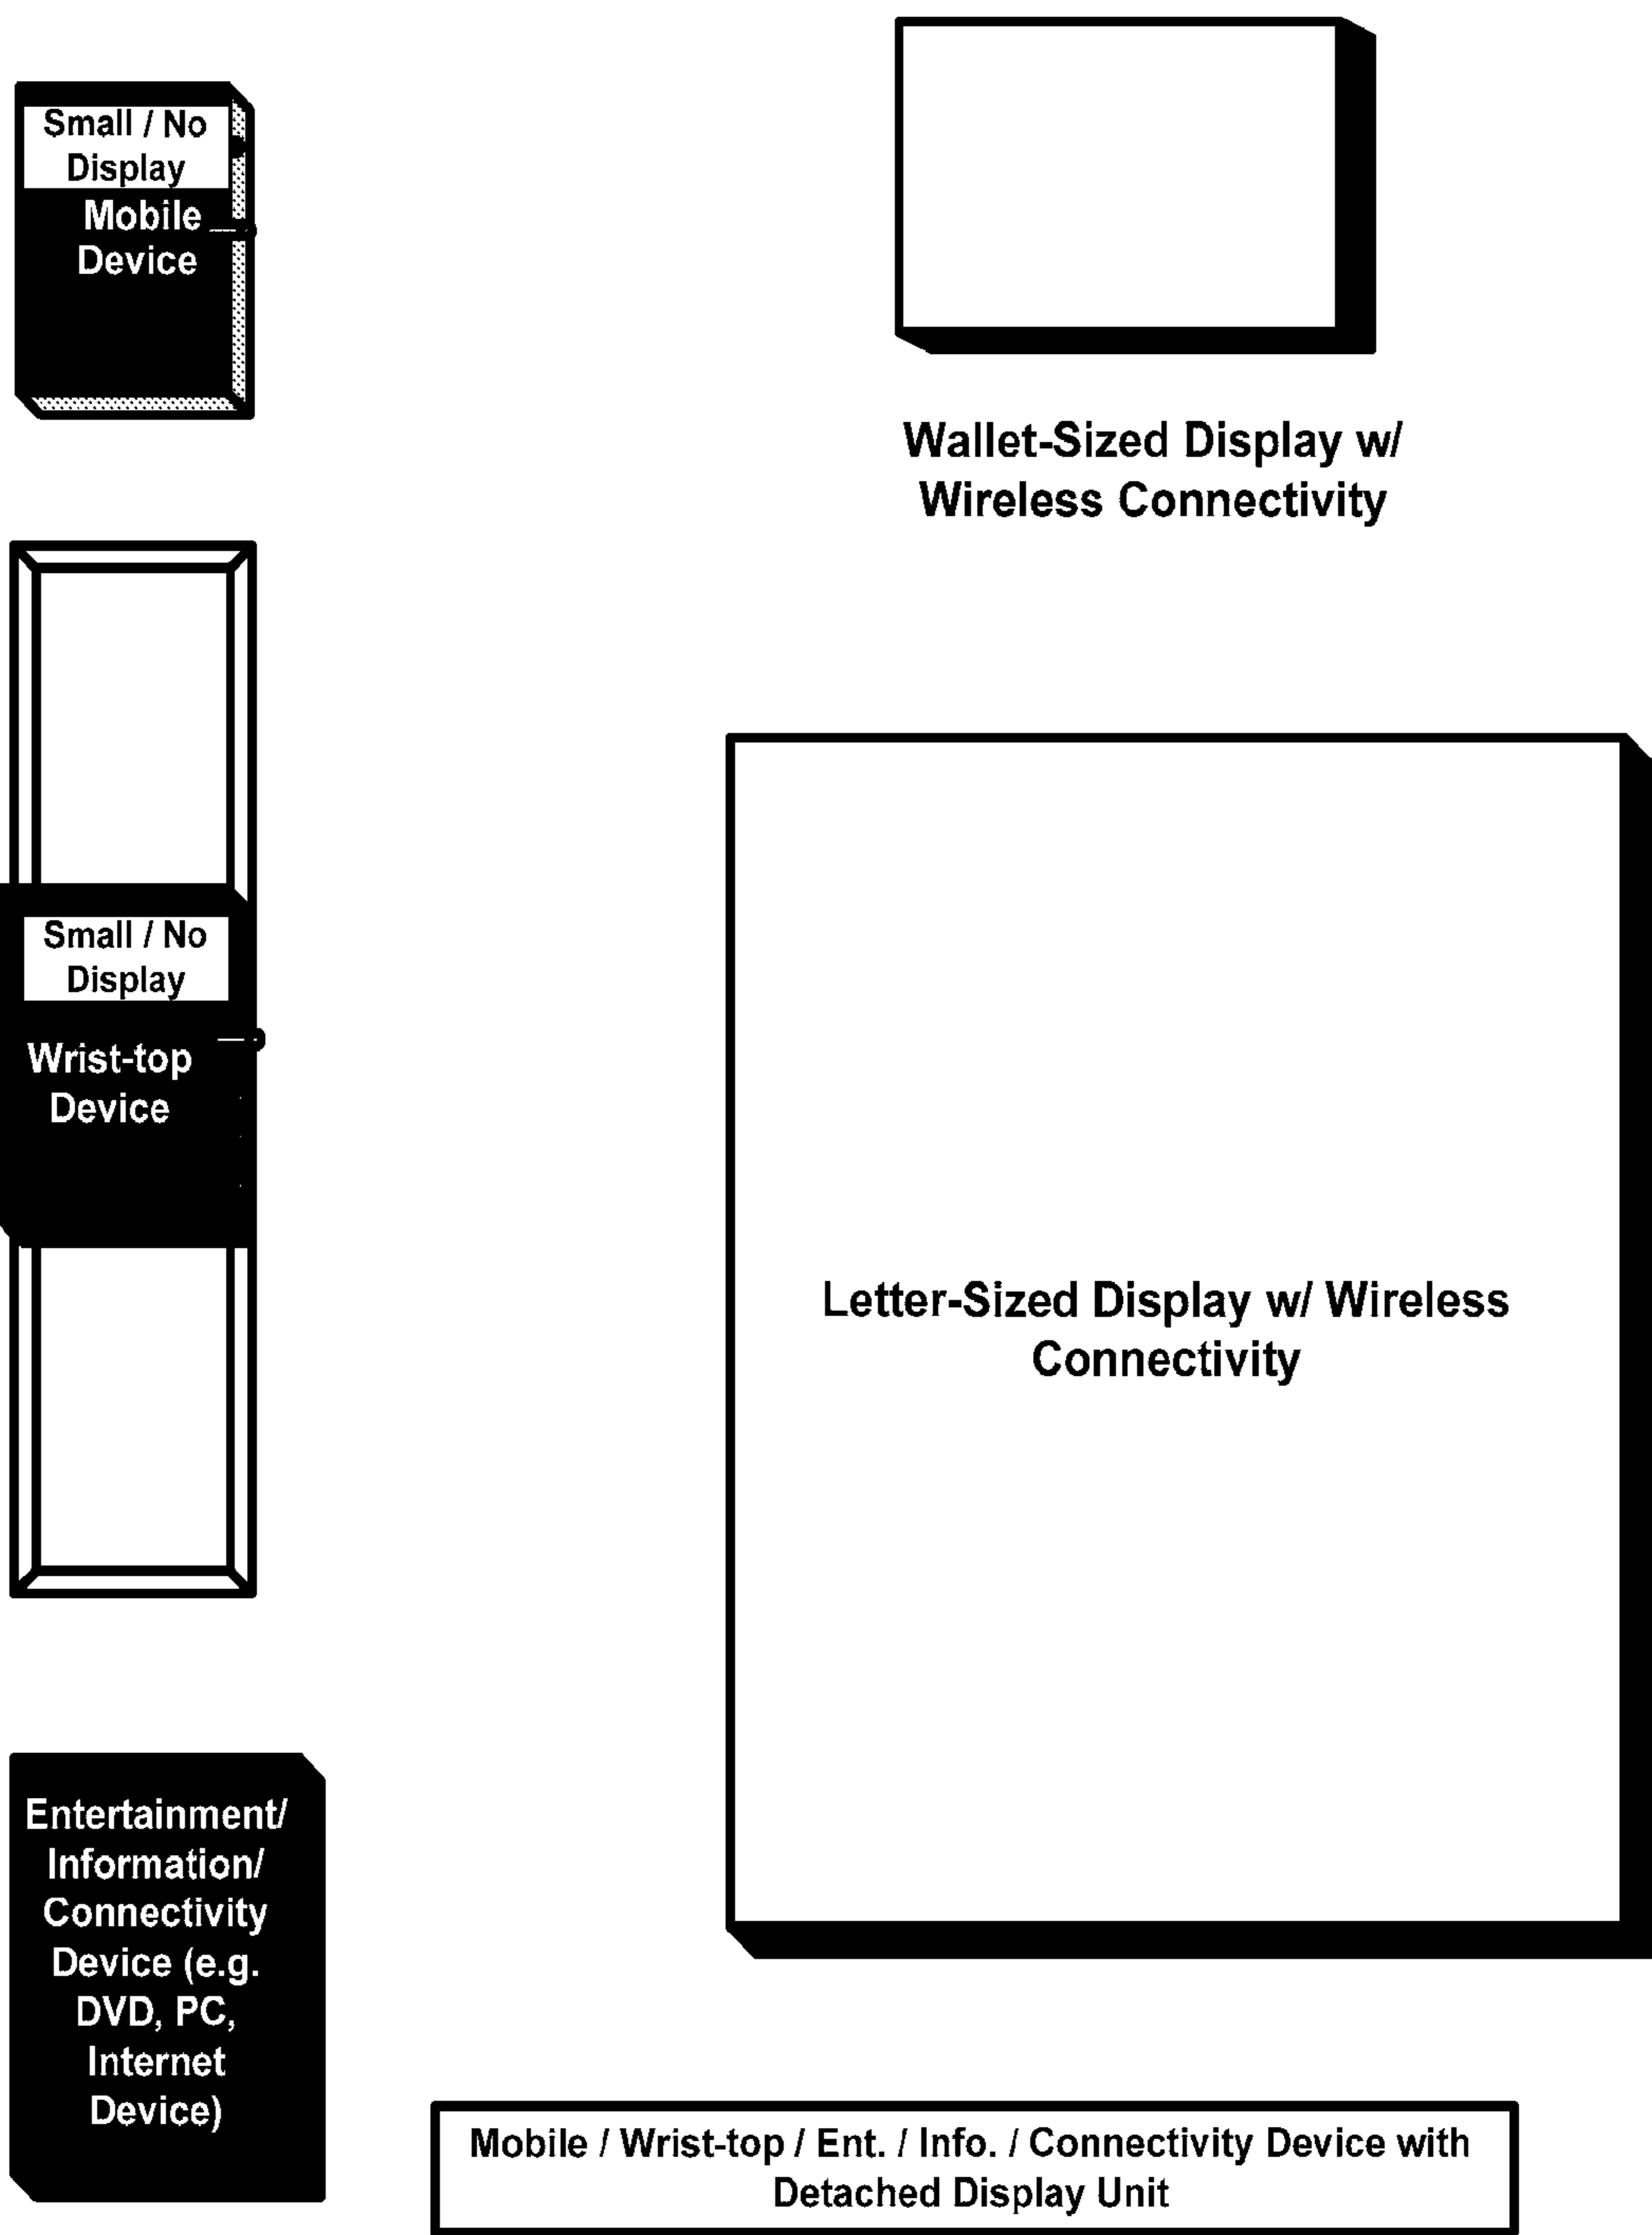 Small / No
Display
Mobile
Device
Wallet-Sized Display w/
Wireless Connectivity
Small / No
Display
Wrist-top
Device
Letter-Sized Display w/ Wireless
Connectivity
Entertainment/
Information/
Connectivity
Device (e.g.
DVD, PC,
Internet
Device)
Mobile / Wrist-top / Ent. / Info. / Connectivity Device with
Detached Display Unit